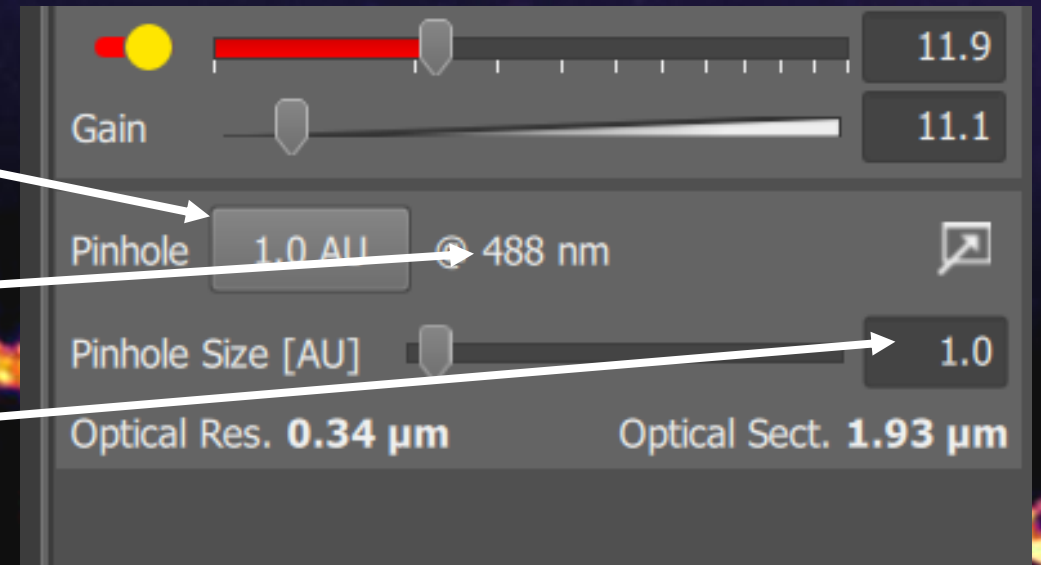 11.9
Gain 11.1
Pinhole 1.0 AU @ 488 nm
Pinhole Size [AU] 1.0
Optical Res. 0.34 µm Optical Sect. 1.93 µm